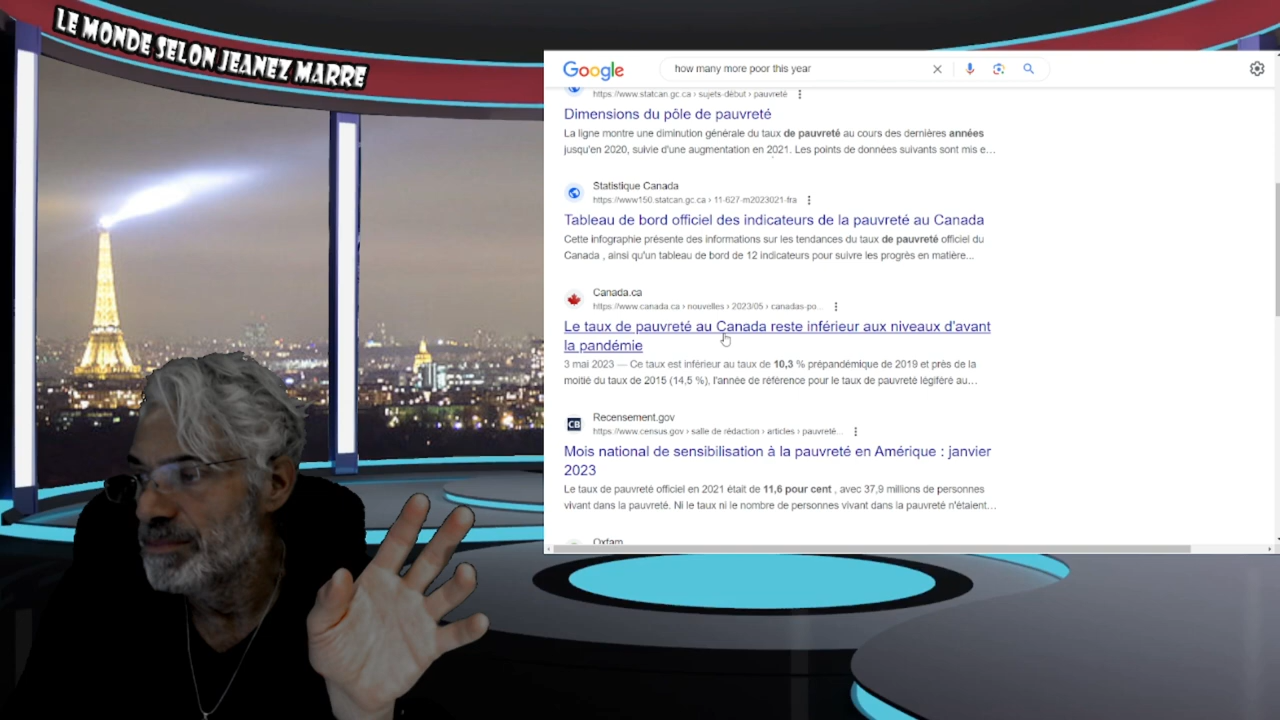 LE MONDE SELON JEANEZ MARRE
Google
how many more poor this year
https://www.statcan.gc.ca › sujets-début › pauvreté
Dimensions du pôle de pauvreté
La ligne montre une diminution générale du taux de pauvreté au cours des dernières années
jusqu'en 2020, suivie d'une augmentation en 2021. Les points de données suivants sont mis e...
Statistique Canada
https://www150.statcan.gc.ca › 11-627-m2023021-fra
Tableau de bord officiel des indicateurs de la pauvreté au Canada
Cette infographie présente des informations sur les tendances du taux de pauvreté officiel du
Canada , ainsi qu'un tableau de bord de 12 indicateurs pour suivre les progrès en matière...
Canada.ca
https://www.canada.ca › nouvelles › 2023/05 › canadas-po...
Le taux de pauvreté au Canada reste inférieur aux niveaux d'avant
la pandémie
3 mai 2023 — Ce taux est inférieur au taux de 10,3 % prépandémique de 2019 et près de la
moitié du taux de 2015 (14,5 %), l'année de référence pour le taux de pauvreté légiféré au...
Recensement.gov
https://www.census.gov › salle de rédaction › articles › pauvreté...
CB
Mois national de sensibilisation à la pauvreté en Amérique : janvier
2023
Le taux de pauvreté officiel en 2021 était de 11,6 pour cent , avec 37,9 millions de personnes
vivant dans la pauvreté. Ni le taux ni le nombre de personnes vivant dans la pauvreté n'étaient...
Oxfam